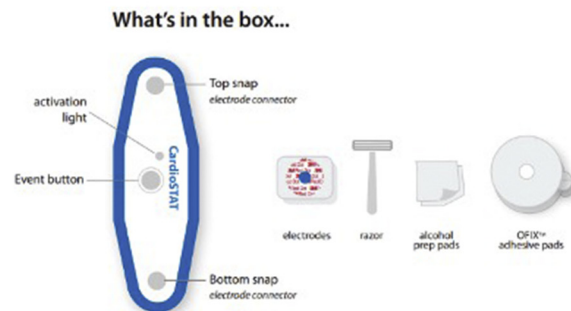 What's in the box...
Top snap
electrode connector
activation
light
CardioSTAT
Event button
Bottom snap
electrode connector
electrodes
razor
alcohol
prep pads
OFIX™
adhesive pads